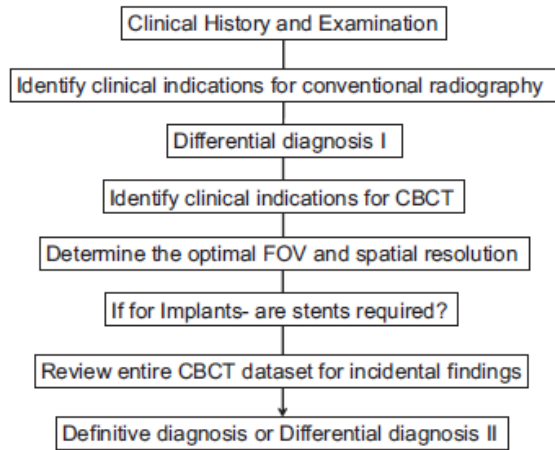 Clinical History and Examination
Identify clinical indications for conventional radiography
Differential diagnosis I
Identify clinical indications for CBCT
Determine the optimal FOV and spatial resolution
If for Implants- are stents required?
Review entire CBCT dataset for incidental findings
Definitive diagnosis or Differential diagnosis II